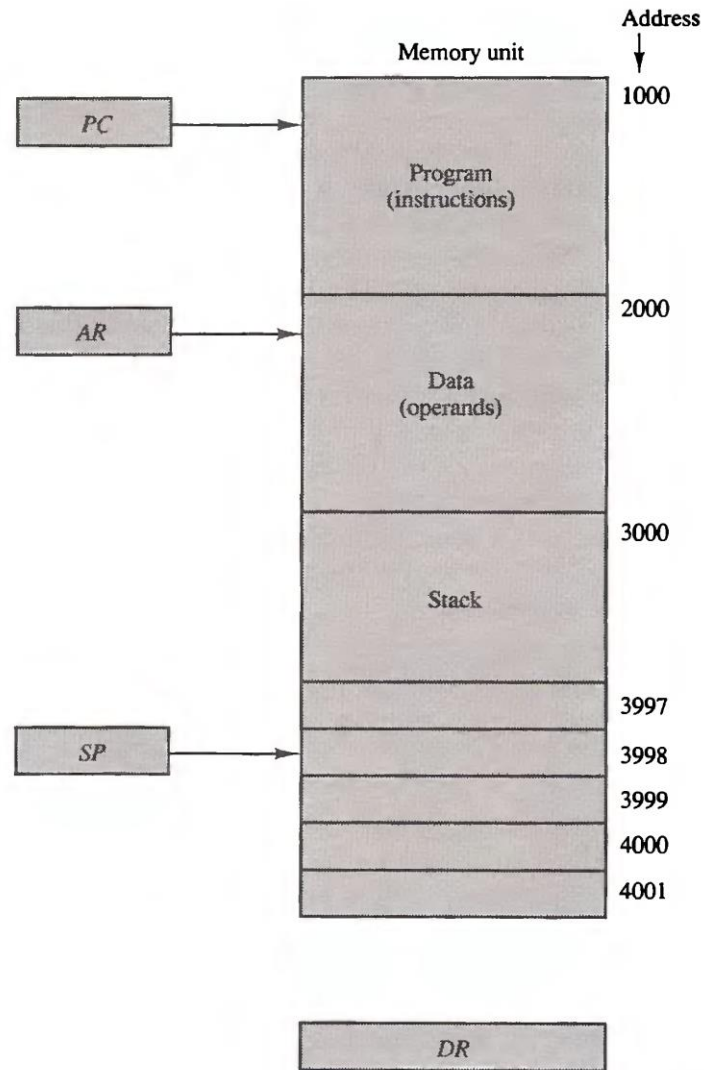 Address
Memory unit
1000
PC
Program
(instructions)
2000
AR
Data
(operands)
3000
Stack
3997
SP
3998
3999
4000
4001
DR